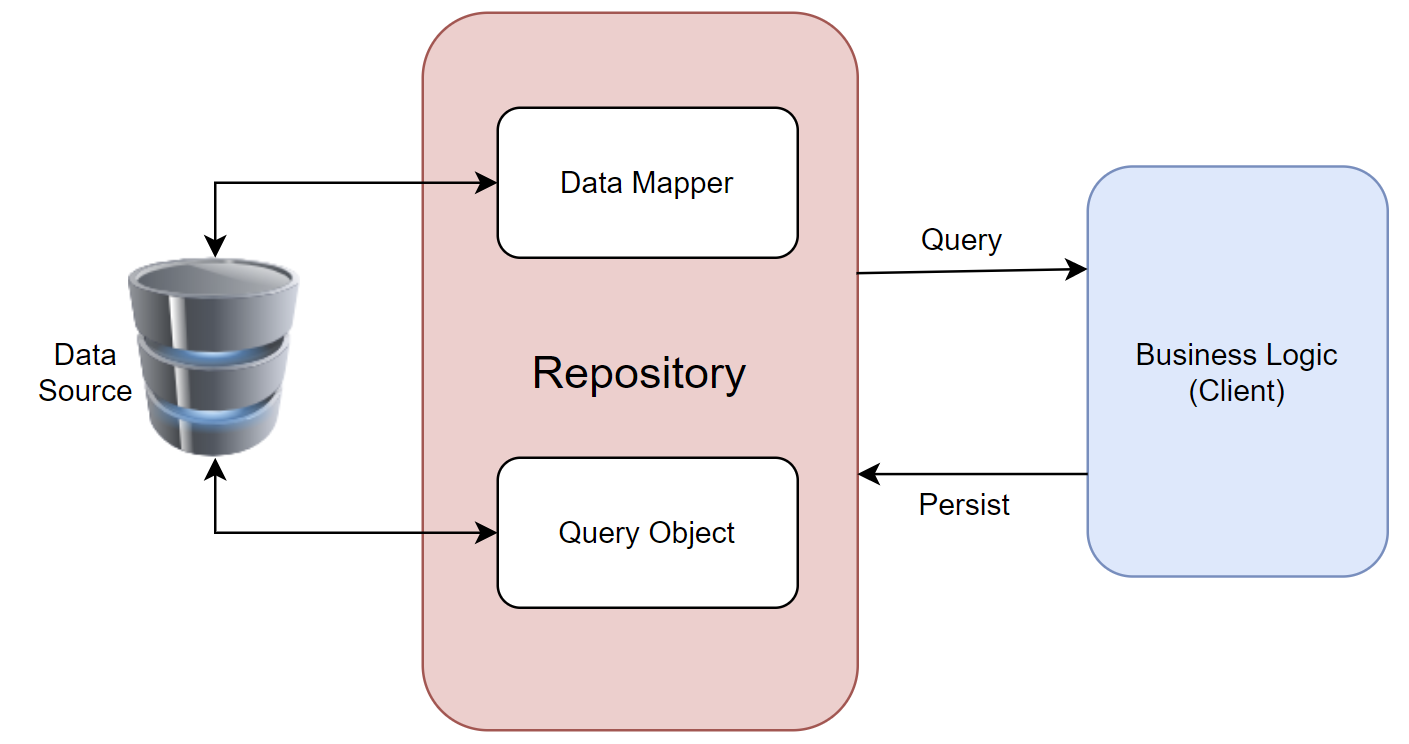 Data Mapper
Query
Data
Source
Repository
Business Logic
(Client)
Persist
Query Object